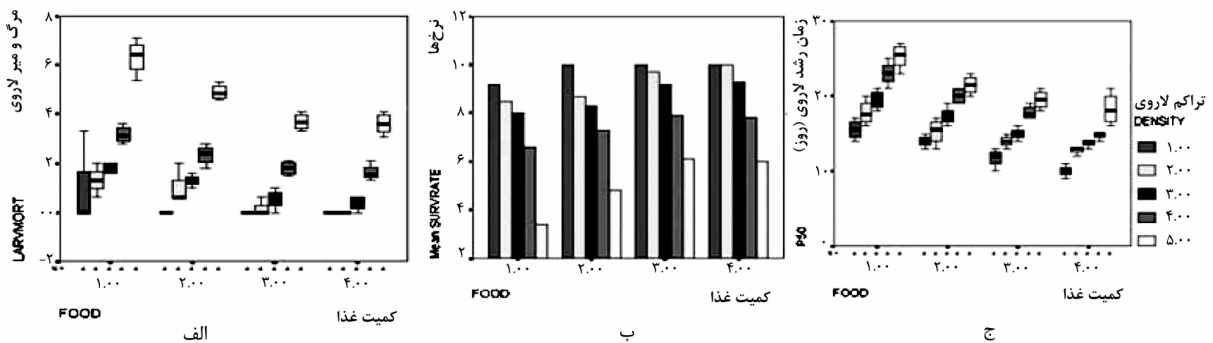 مرگ و میر لاروی
LARVMORT
۸
۶
۴
۲
۰۰
-۲
۱.۰۰
۲.۰۰
۳.۰۰
۴.۰۰
FOOD
کمیت غذا
الف
نرخ‌ها
Mean SURVRATE
۱۲
۱۰
۸
۶
۴
۲
۱.۰۰
۲.۰۰
۳.۰۰
۴.۰۰
FOOD
کمیت غذا
ب
زمان رشد لاروی (روز)
P50
۳۰
۲۰
۱۰
۰
۱.۰۰
۲.۰۰
۳.۰۰
۴.۰۰
FOOD
کمیت غذا
ج
تراکم لاروی
DENSITY
۱.۰۰
۲.۰۰
۳.۰۰
۴.۰۰
۵.۰۰